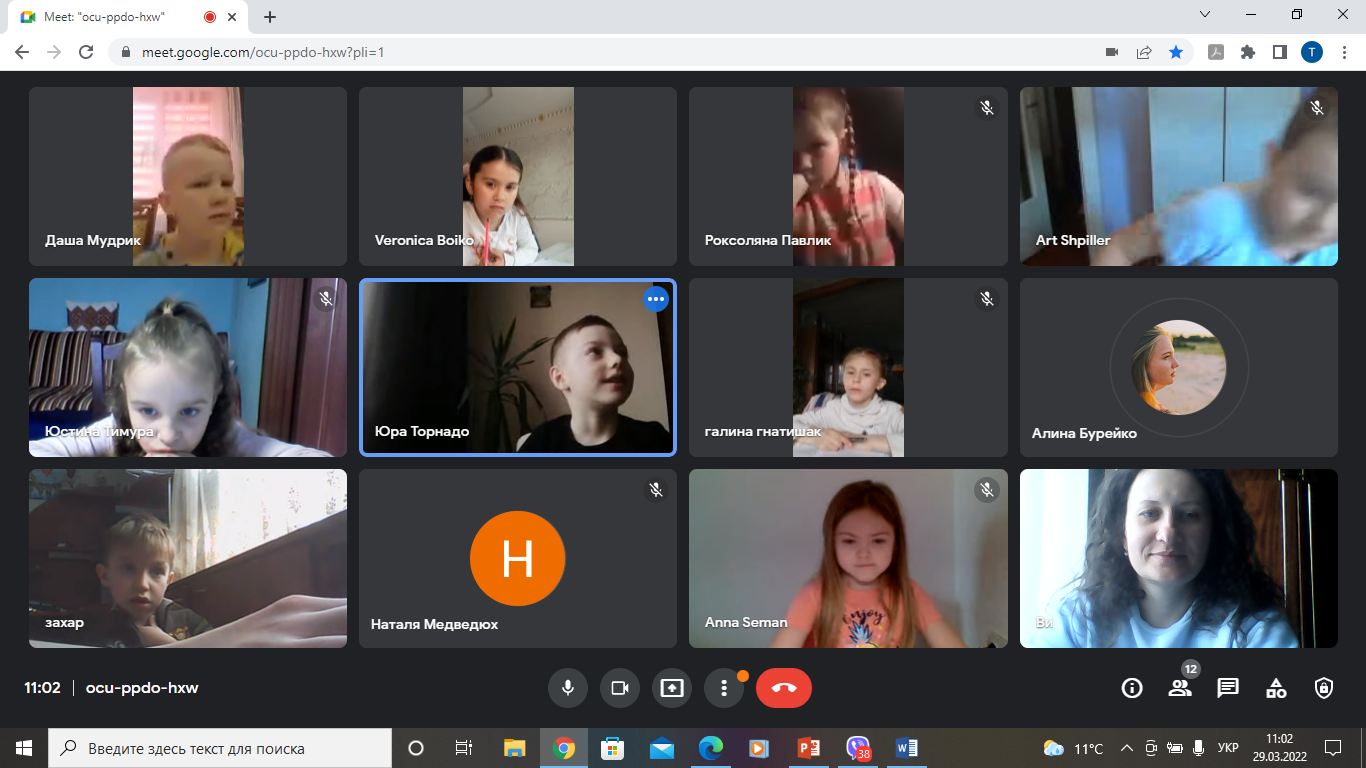 Meet: "ocu-ppdo-hxw"
meet.google.com/ocu-ppdo-hxw?pli=1
T
Даша Мудрик
Veronica Boiko
Роксоляна Павлик
Art Shpiller
Юстина Тимура
Юра Торнадо
галина гнатишак
Алина Бурейко
захар
Н
Наталя Медведюх
enjoy
Anna Seman
Ви
11:02 | ocu-ppdo-hxw
12
Введите здесь текст для поиска
38
11°C
УКР
11:02
29.03.2022